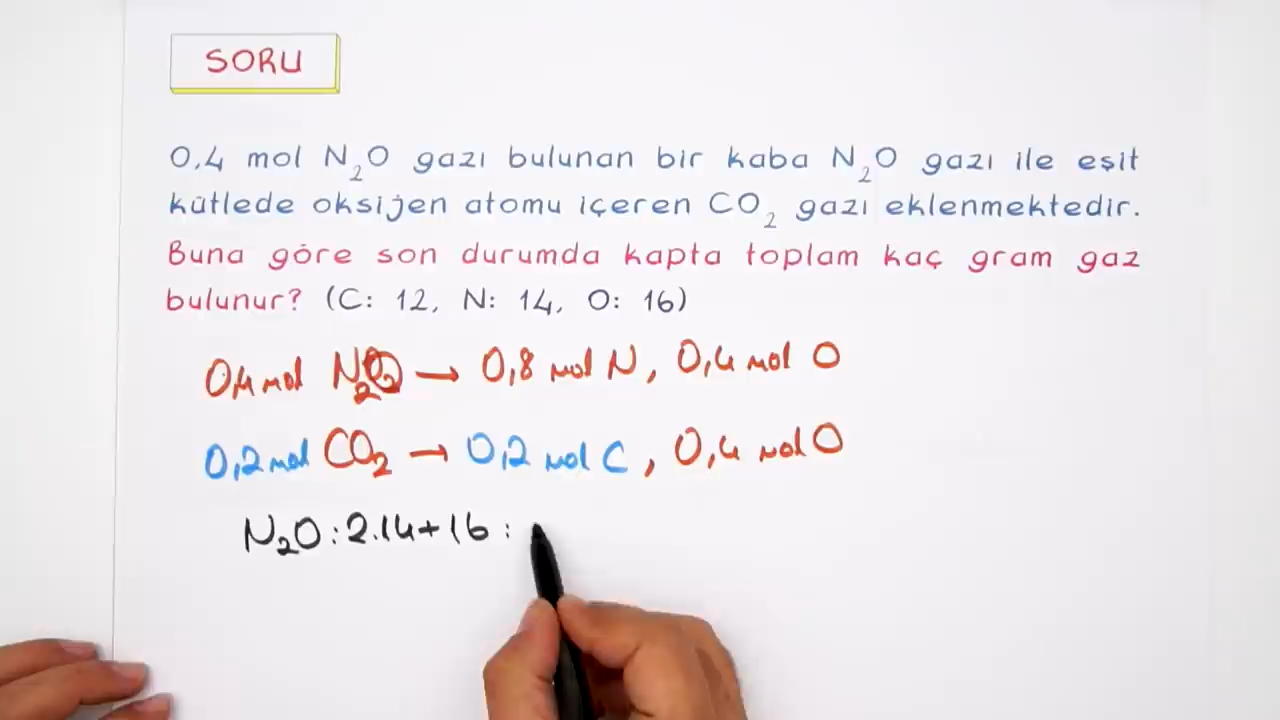 SORU
0,4 mol N₂O gazı bulunan bir kaba N₂O gazı ile eşit
kütlede oksijen atomu içeren CO₂ gazı eklenmektedir.
Buna göre son durumda kapta toplam kaç gram gaz
bulunur? (C: 12, N: 14, O: 16)
0,4 mol N₂O → 0,8 mol N, 0,4 mol O
0,2 mol CO₂ → 0,2 mol C, 0,4 mol O
N₂O : 2.14+16 :